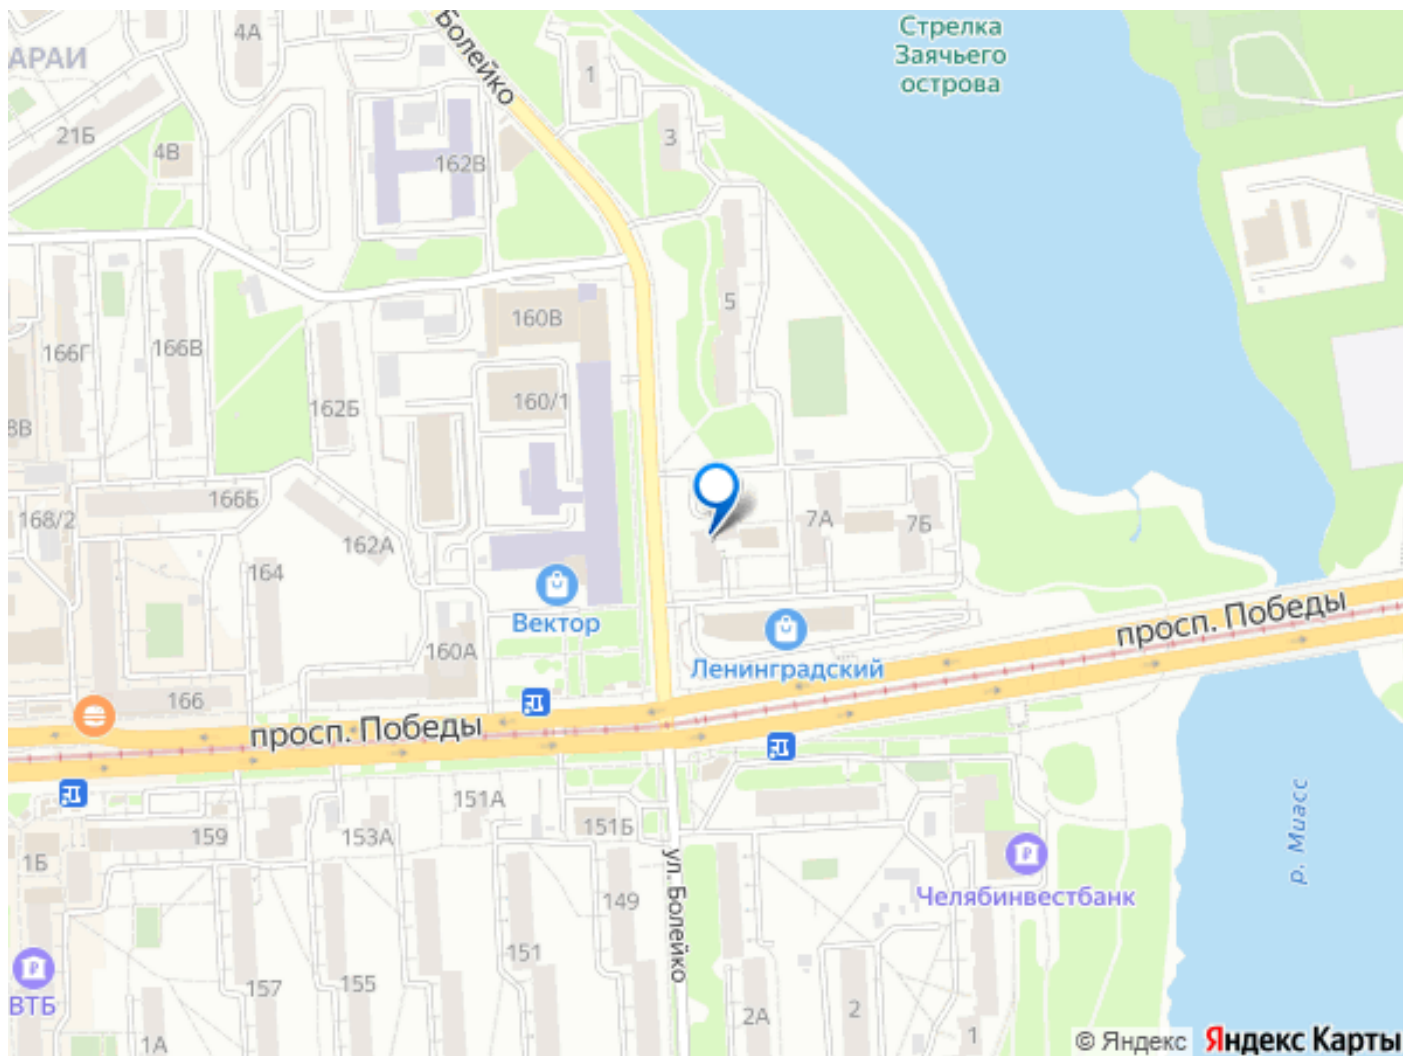 4А
Болейко
Стрелка
Заячьего
острова
АРАИ
1
21Б
4В
162В
3
5
160В
166Г
166В
162Б
160/1
8В
166Б
168/2
162А
7А
7Б
164
Вектор
160А
Ленинградский
просп. Победы
166
просп. Победы
151А
159
153А
151Б
1Б
ул. Болейко
р. Миасс
149
Челябинвестбанк
151
157
155
ВТБ
2А
2
1
1А
© Яндекс Яндекс Карты